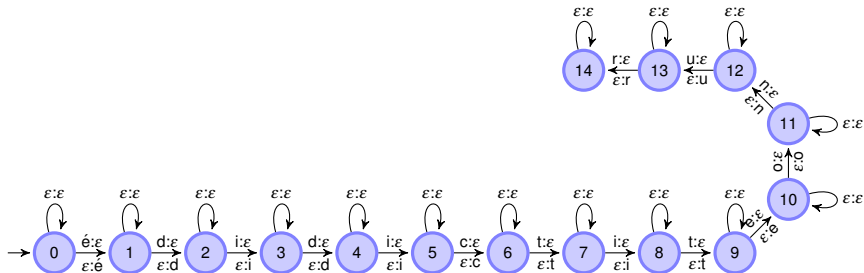 ε:ε ε:ε ε:ε
r:ε u:ε
14 13 12
ε:r ε:u
n:ε
ε:n
11 ε:ε
o:ε
ε:o
10 ε:ε
ε:ε ε:ε ε:ε ε:ε ε:ε ε:ε ε:ε ε:ε ε:ε ε:ε
e:ε
ε:e
é:ε d:ε i:ε d:ε i:ε c:ε t:ε i:ε t:ε
0 1 2 3 4 5 6 7 8 9
ε:é ε:d ε:i ε:d ε:i ε:c ε:t ε:i ε:t